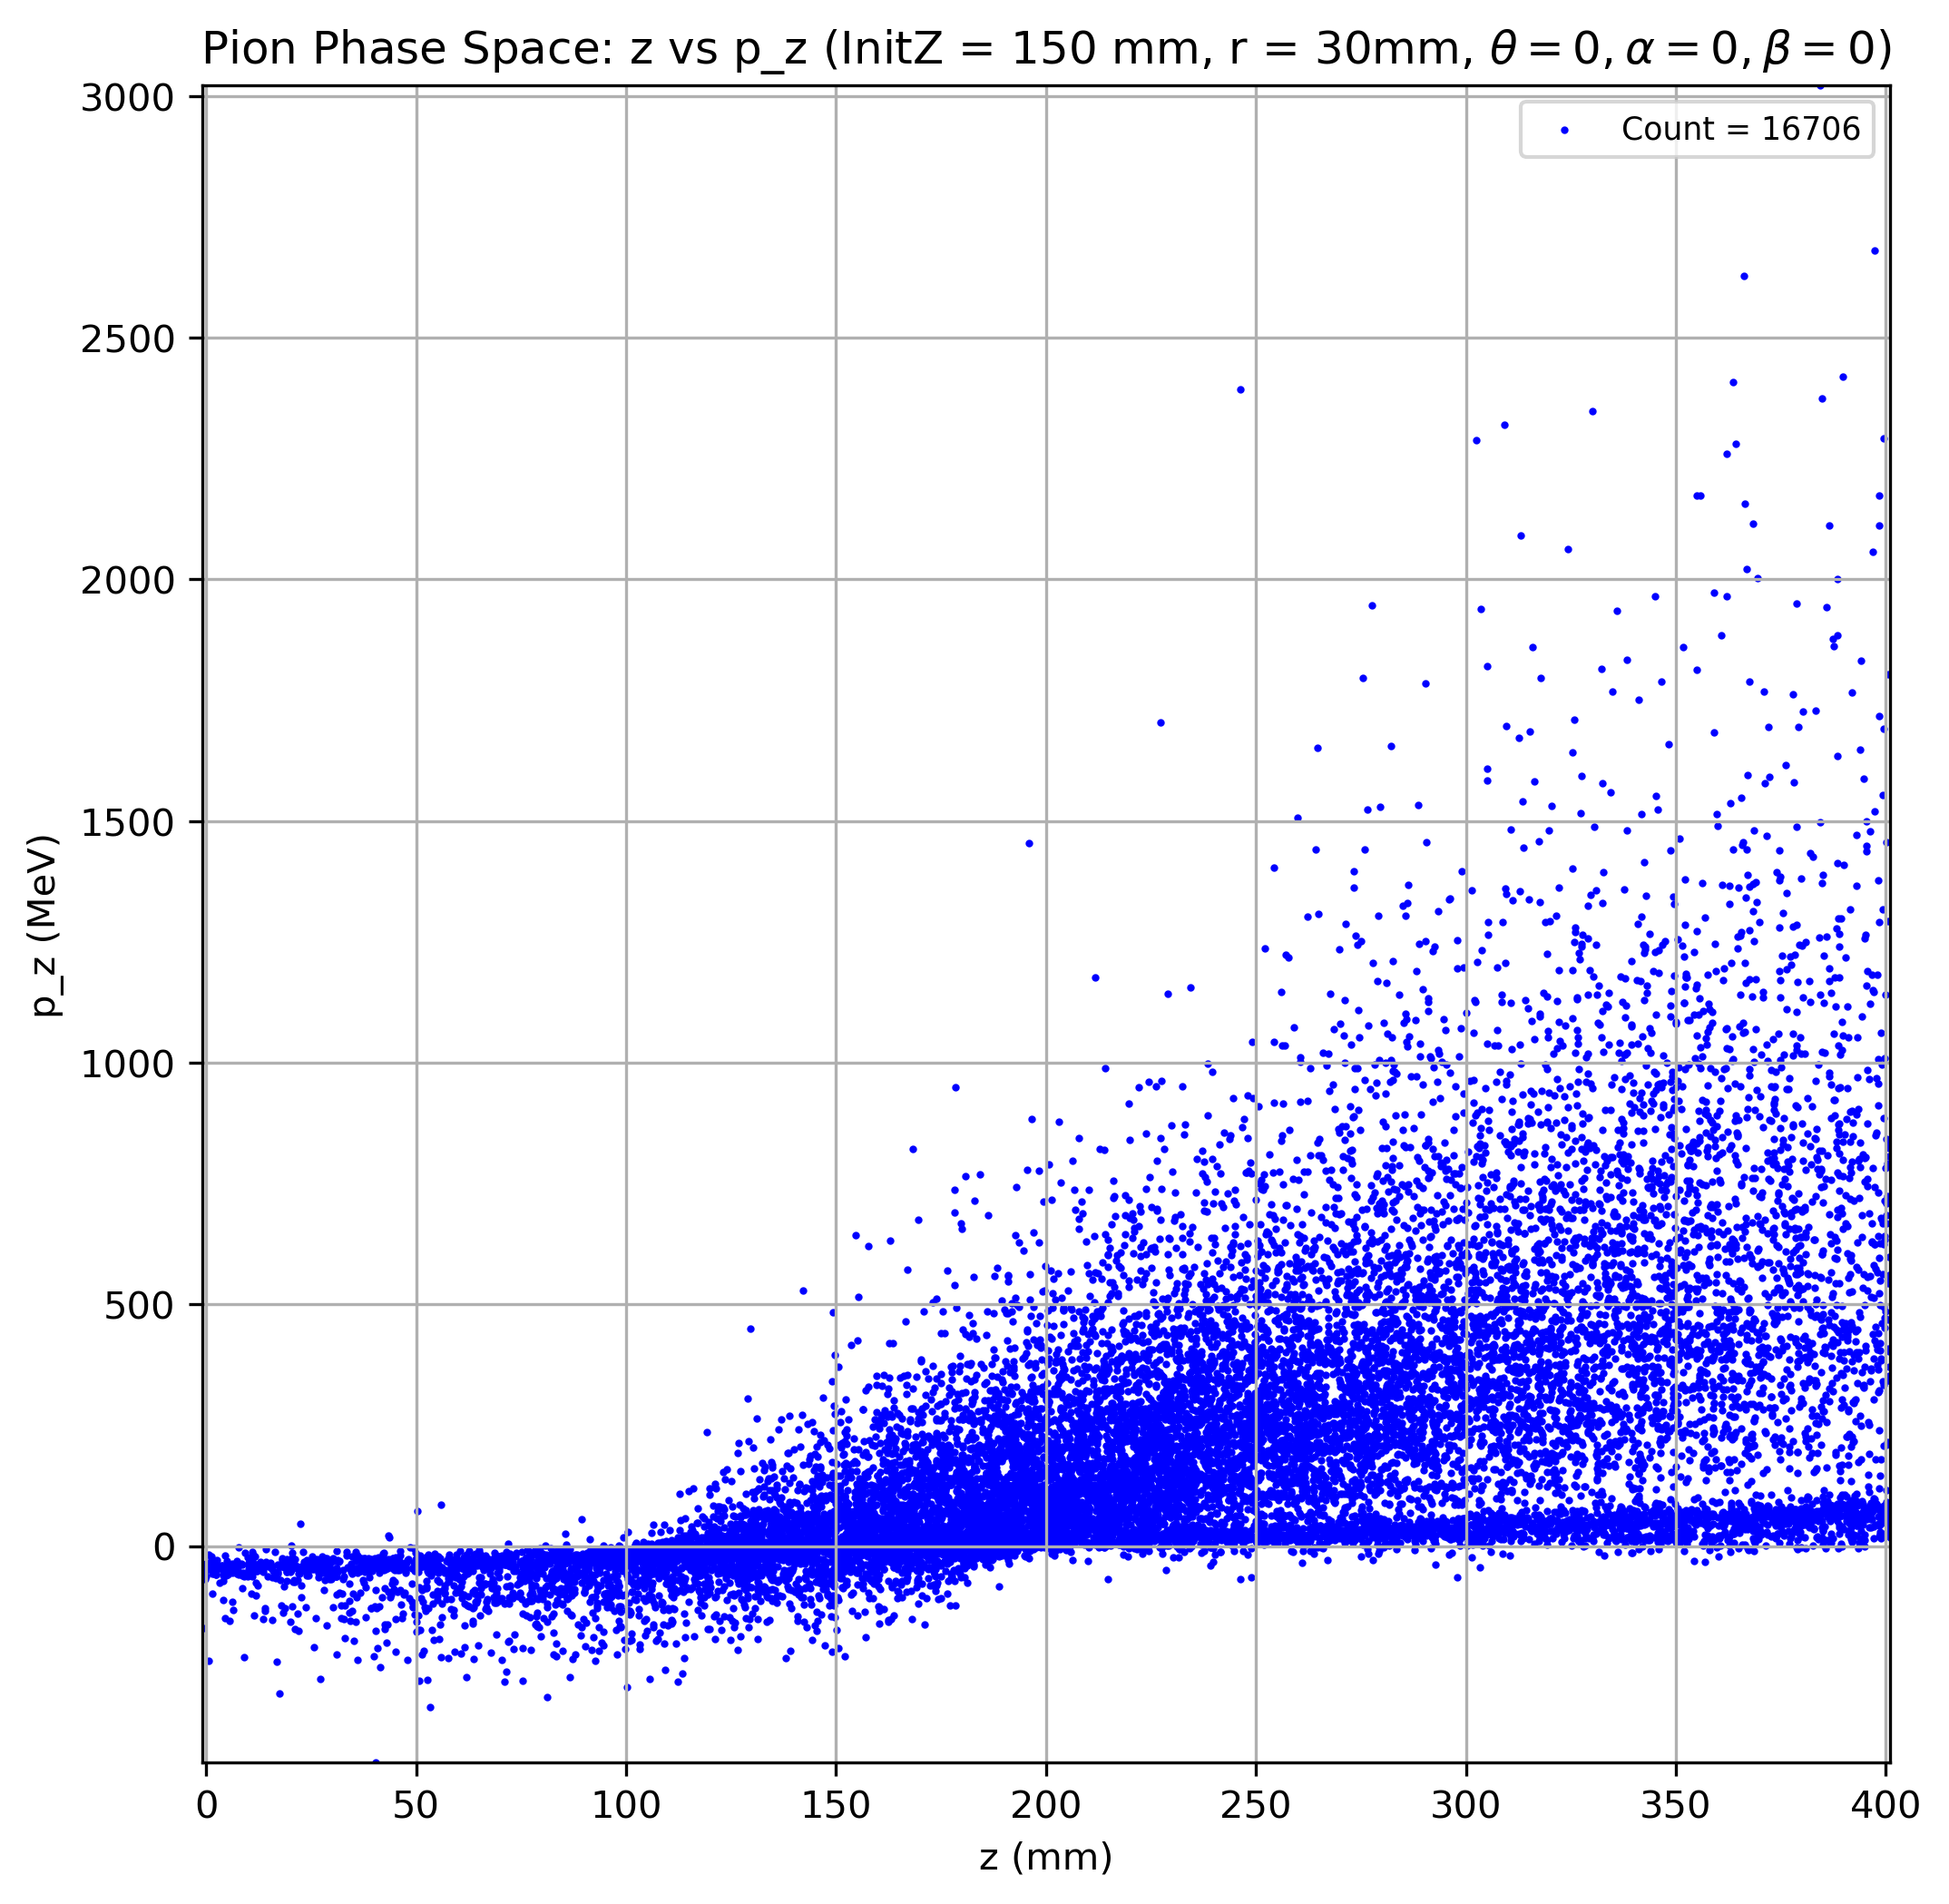 Pion Phase Space: z vs p_z (InitZ = 150 mm, r = 30mm, θ = 0, α = 0, β = 0)
3000
Count = 16706
2500
2000
1500
1000
500
0
p_z (MeV)
0 50 100 150 200 250 300 350 400
z (mm)